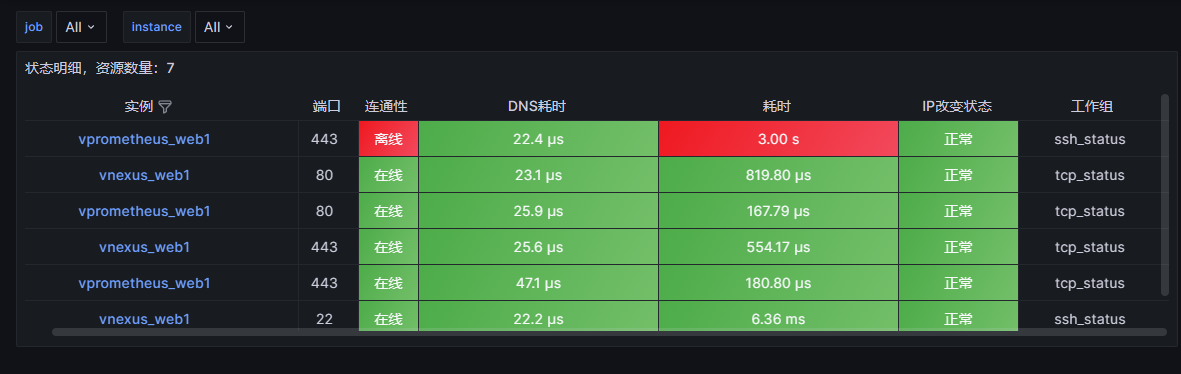 job All instance All
状态明细，资源数量：7
实例 端口 连通性 DNS耗时 耗时 IP改变状态 工作组
vprometheus_web1 443 离线 22.4 µs 3.00 s 正常 ssh_status
vnexus_web1 80 在线 23.1 µs 819.80 µs 正常 tcp_status
vprometheus_web1 80 在线 25.9 µs 167.79 µs 正常 tcp_status
vnexus_web1 443 在线 25.6 µs 554.17 µs 正常 tcp_status
vprometheus_web1 443 在线 47.1 µs 180.80 µs 正常 tcp_status
vnexus_web1 22 在线 22.2 µs 6.36 ms 正常 ssh_status